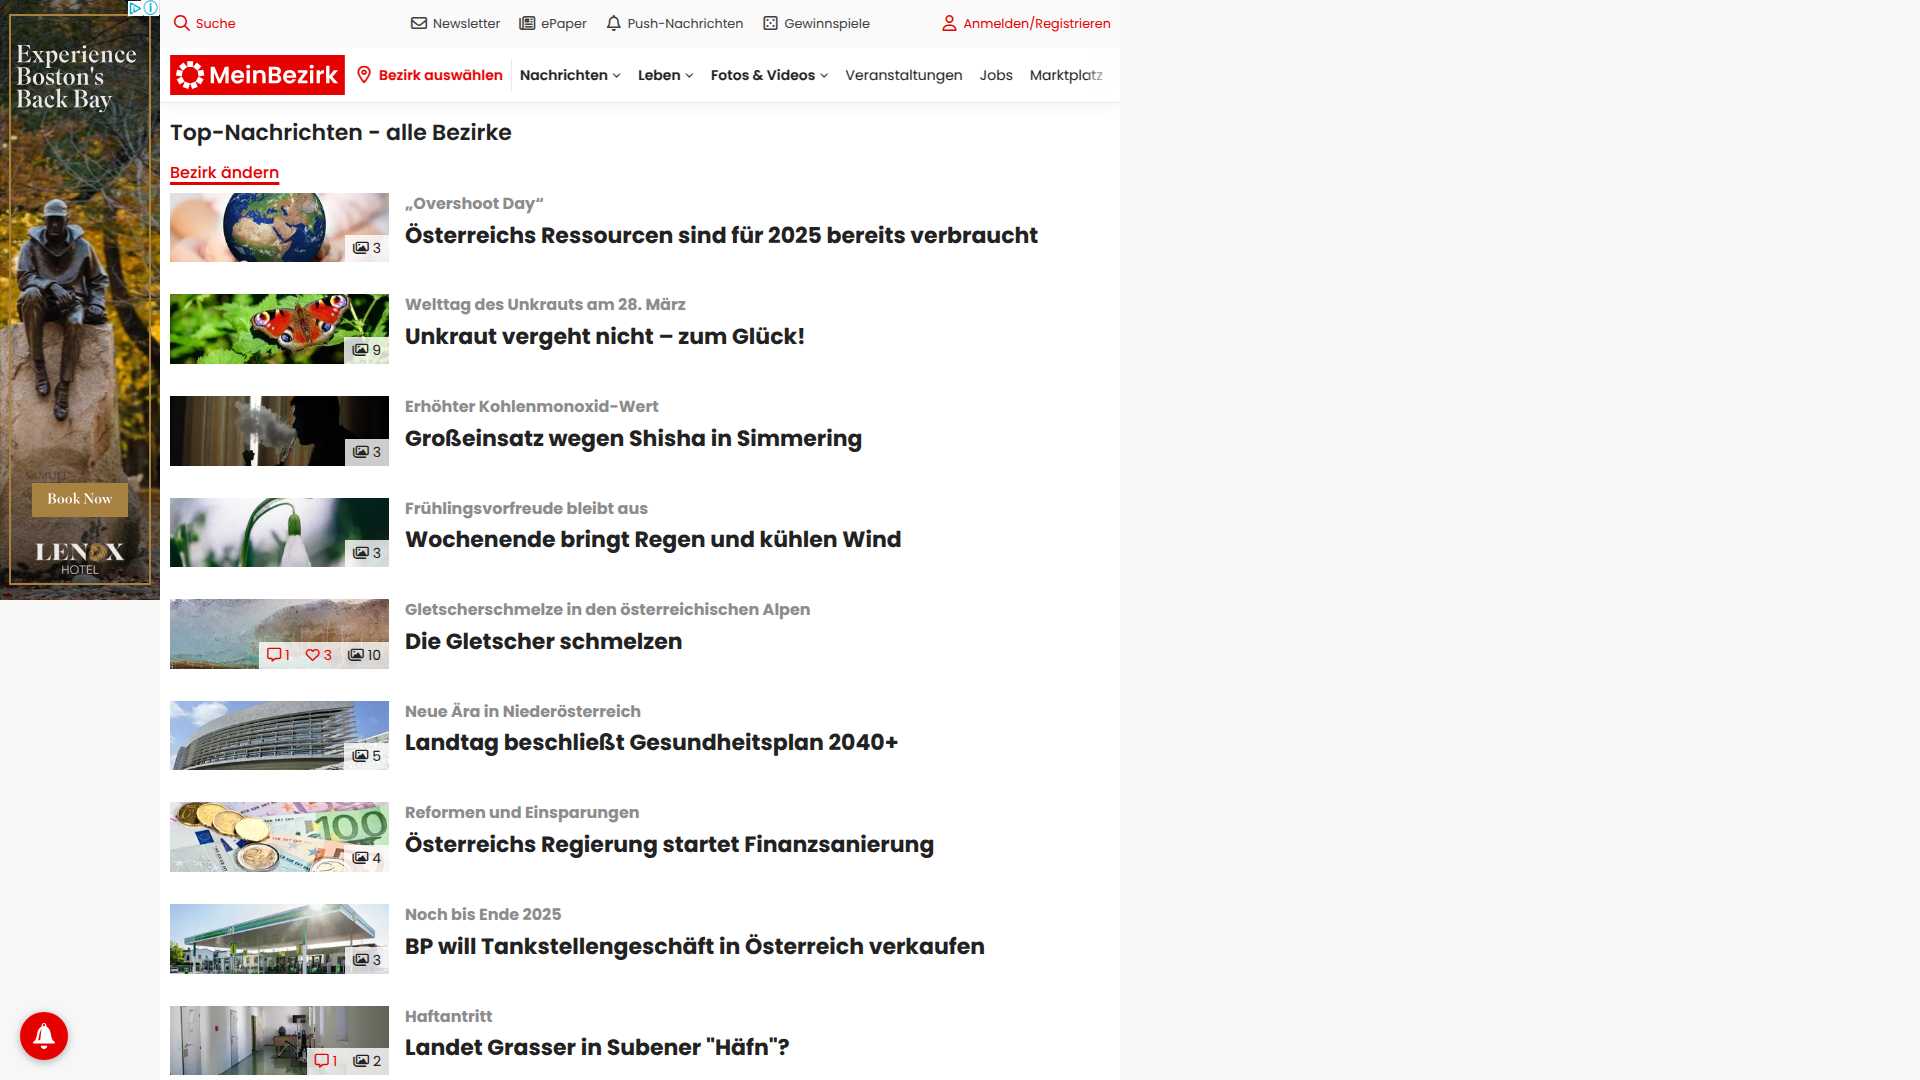 Experience
Boston's
Back Bay
Book Now
LENOX
HOTEL
Suche
Newsletter
ePaper
Push-Nachrichten
Gewinnspiele
Anmelden/Registrieren
MeinBezirk
Bezirk auswählen
Nachrichten
Leben
Fotos & Videos
Veranstaltungen
Jobs
Marktplatz
Top-Nachrichten - alle Bezirke
Bezirk ändern
3
„Overshoot Day“
Österreichs Ressourcen sind für 2025 bereits verbraucht
9
Welttag des Unkrauts am 28. März
Unkraut vergeht nicht – zum Glück!
3
Erhöhter Kohlenmonoxid-Wert
Großeinsatz wegen Shisha in Simmering
3
Frühlingsvorfreude bleibt aus
Wochenende bringt Regen und kühlen Wind
1 3 10
Gletscherschmelze in den österreichischen Alpen
Die Gletscher schmelzen
5
Neue Ära in Niederösterreich
Landtag beschließt Gesundheitsplan 2040+
100
4
Reformen und Einsparungen
Österreichs Regierung startet Finanzsanierung
3
Noch bis Ende 2025
BP will Tankstellengeschäft in Österreich verkaufen
1 2
Haftantritt
Landet Grasser in Subener "Häfn"?